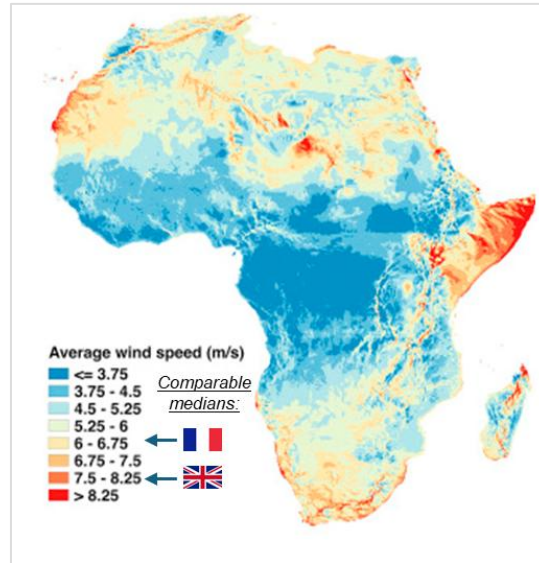 Average wind speed (m/s)
<= 3.75
3.75 - 4.5
4.5 - 5.25
5.25 - 6
6 - 6.75
6.75 - 7.5
7.5 - 8.25
> 8.25
Comparable
medians: